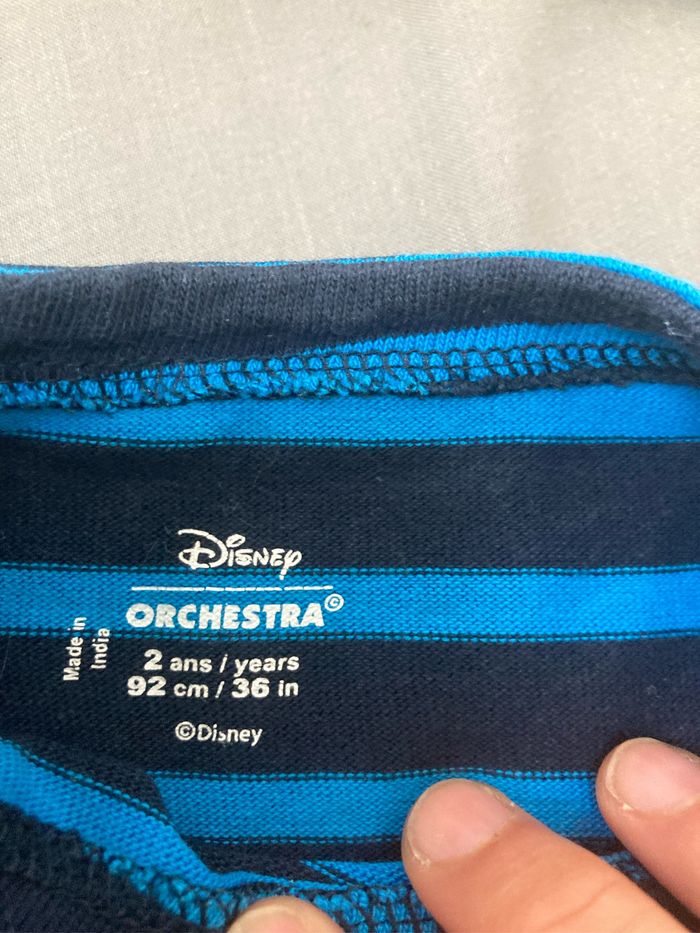 Disney
ORCHESTRA©
2 ans / years
92 cm / 36 in
©Disney
Made in
India